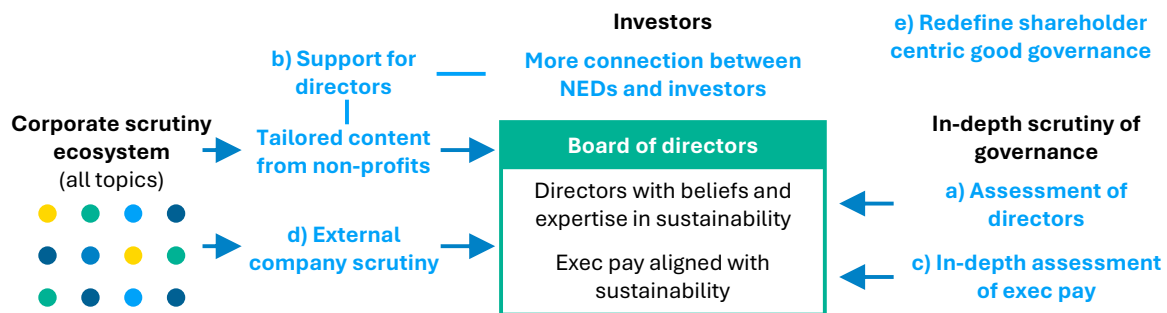 Investors
e) Redefine shareholder
centric good governance
b) Support for
directors
More connection between
NEDs and investors
Corporate scrutiny
ecosystem
(all topics)
Tailored content
from non-profits
Board of directors
In-depth scrutiny of
governance
Directors with beliefs and
expertise in sustainability
a) Assessment of
directors
d) External
company scrutiny
Exec pay aligned with
sustainability
c) In-depth assessment
of exec pay